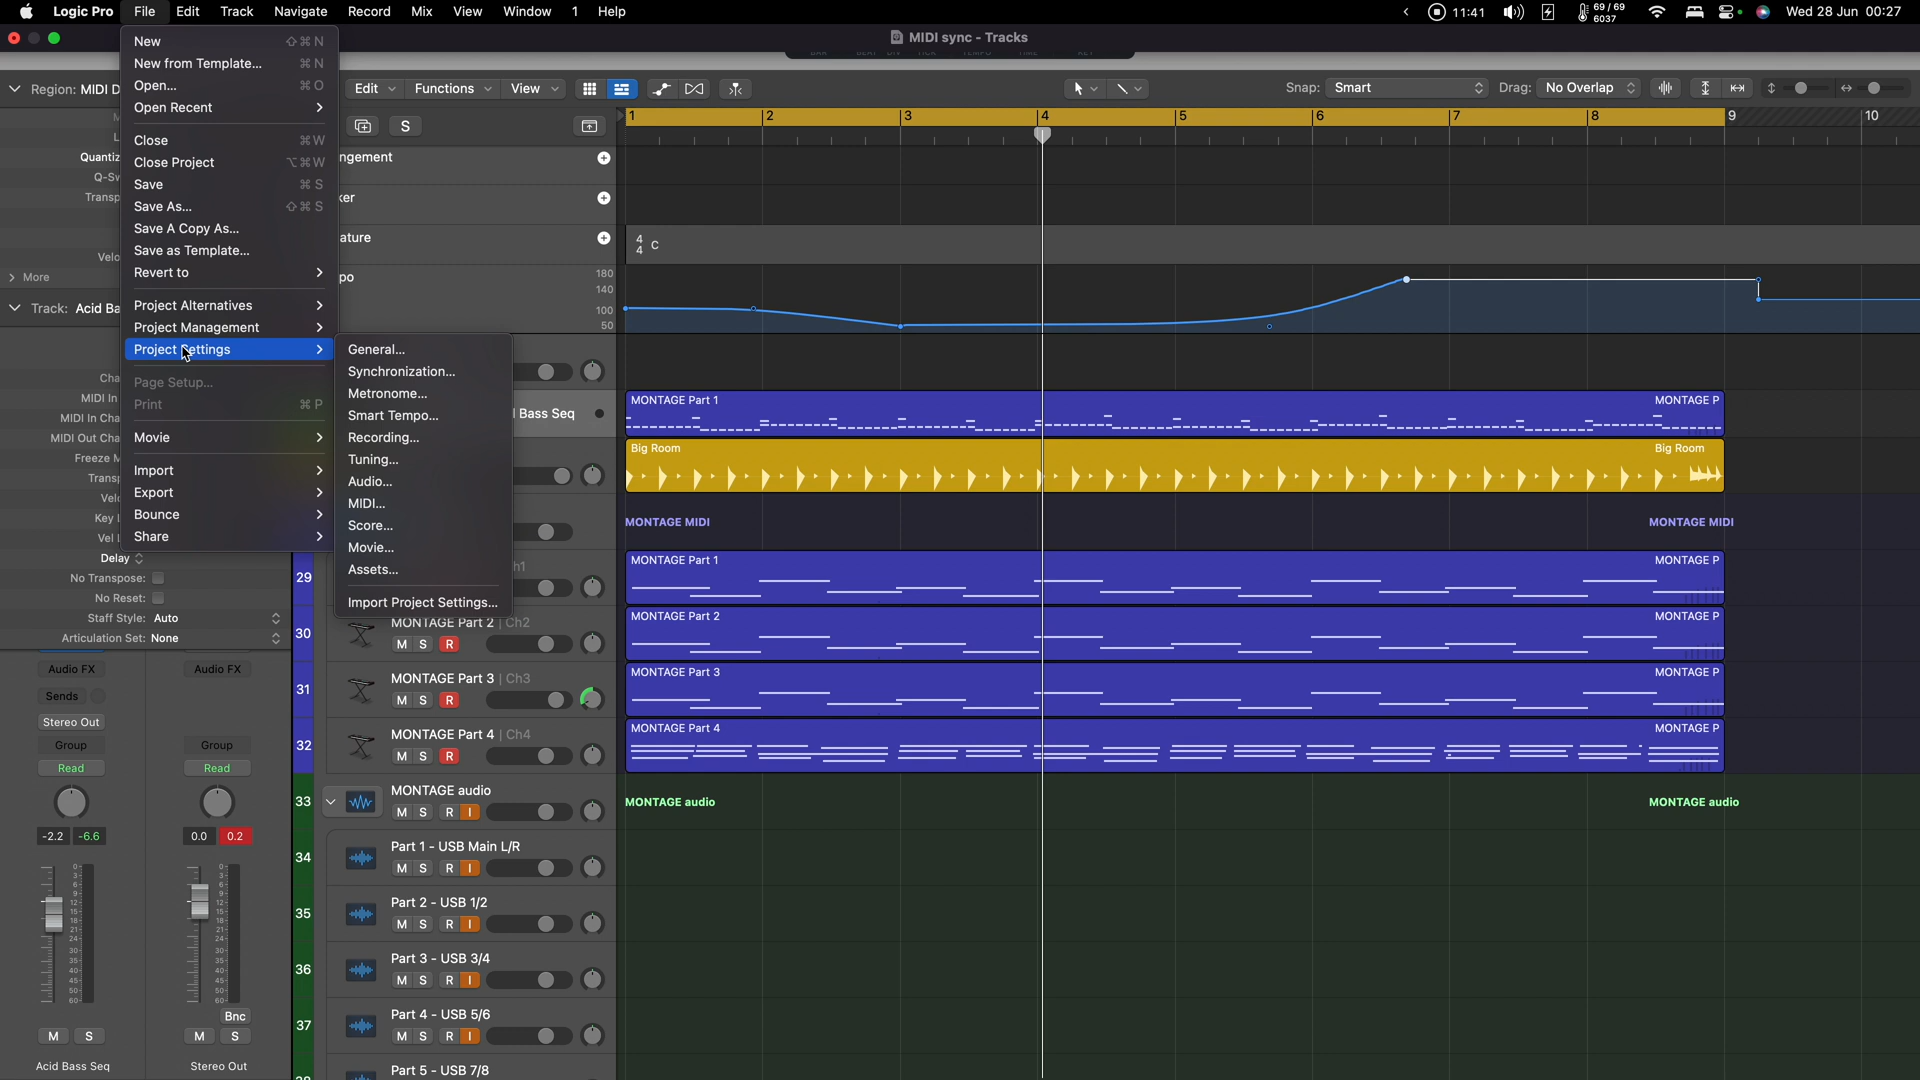 Logic Pro File Edit Track Navigate Record Mix View Window 1 Help
11:41 69 / 69 6037 Wed 28 Jun 00:27
MIDI sync - Tracks
New ⇧⌘N
New from Template... ⌘N
Open... ⌘O
Open Recent
Close ⌘W
Close Project ⌥⌘W
Save ⌘S
Save As... ⇧⌘S
Save A Copy As...
Save as Template...
Revert to
Project Alternatives
Project Management
Project Settings
Page Setup...
Print ⌘P
Movie
Import
Export
Bounce
Share
General...
Synchronization...
Metronome...
Smart Tempo...
Recording...
Tuning...
Audio...
MIDI...
Score...
Movie...
Assets...
Import Project Settings...
Region: MIDI D
Quantiz
Q-Sw
Transp
Velo
More
Track: Acid Ba
Cha
MIDI In
MIDI In Cha
MIDI Out Cha
Freeze M
Transp
Velo
Key L
Vel L
Delay
No Transpose:
No Reset:
Staff Style: Auto
Articulation Set: None
Edit Functions View
Snap: Smart Drag: No Overlap
S
1 2 3 4 5 6 7 8 9 10
ngement
ker
ature
4 4 C
po
180
140
100
50
l Bass Seq
MONTAGE Part 1 MONTAGE P
Big Room Big Room
MONTAGE MIDI MONTAGE MIDI
29 h1
MONTAGE Part 1 MONTAGE P
30 MONTAGE Part 2 | Ch2
M S R
MONTAGE Part 2 MONTAGE P
31 MONTAGE Part 3 | Ch3
M S R
MONTAGE Part 3 MONTAGE P
32 MONTAGE Part 4 | Ch4
M S R
MONTAGE Part 4 MONTAGE P
33 MONTAGE audio
M S R I
MONTAGE audio MONTAGE audio
34 Part 1 - USB Main L/R
M S R I
35 Part 2 - USB 1/2
M S R I
36 Part 3 - USB 3/4
M S R I
37 Part 4 - USB 5/6
M S R I
Part 5 - USB 7/8
Audio FX Audio FX
Sends
Stereo Out
Group Group
Read Read
-2.2 -6.6 0.0 0.2
Bnc
M S M S
Acid Bass Seq Stereo Out